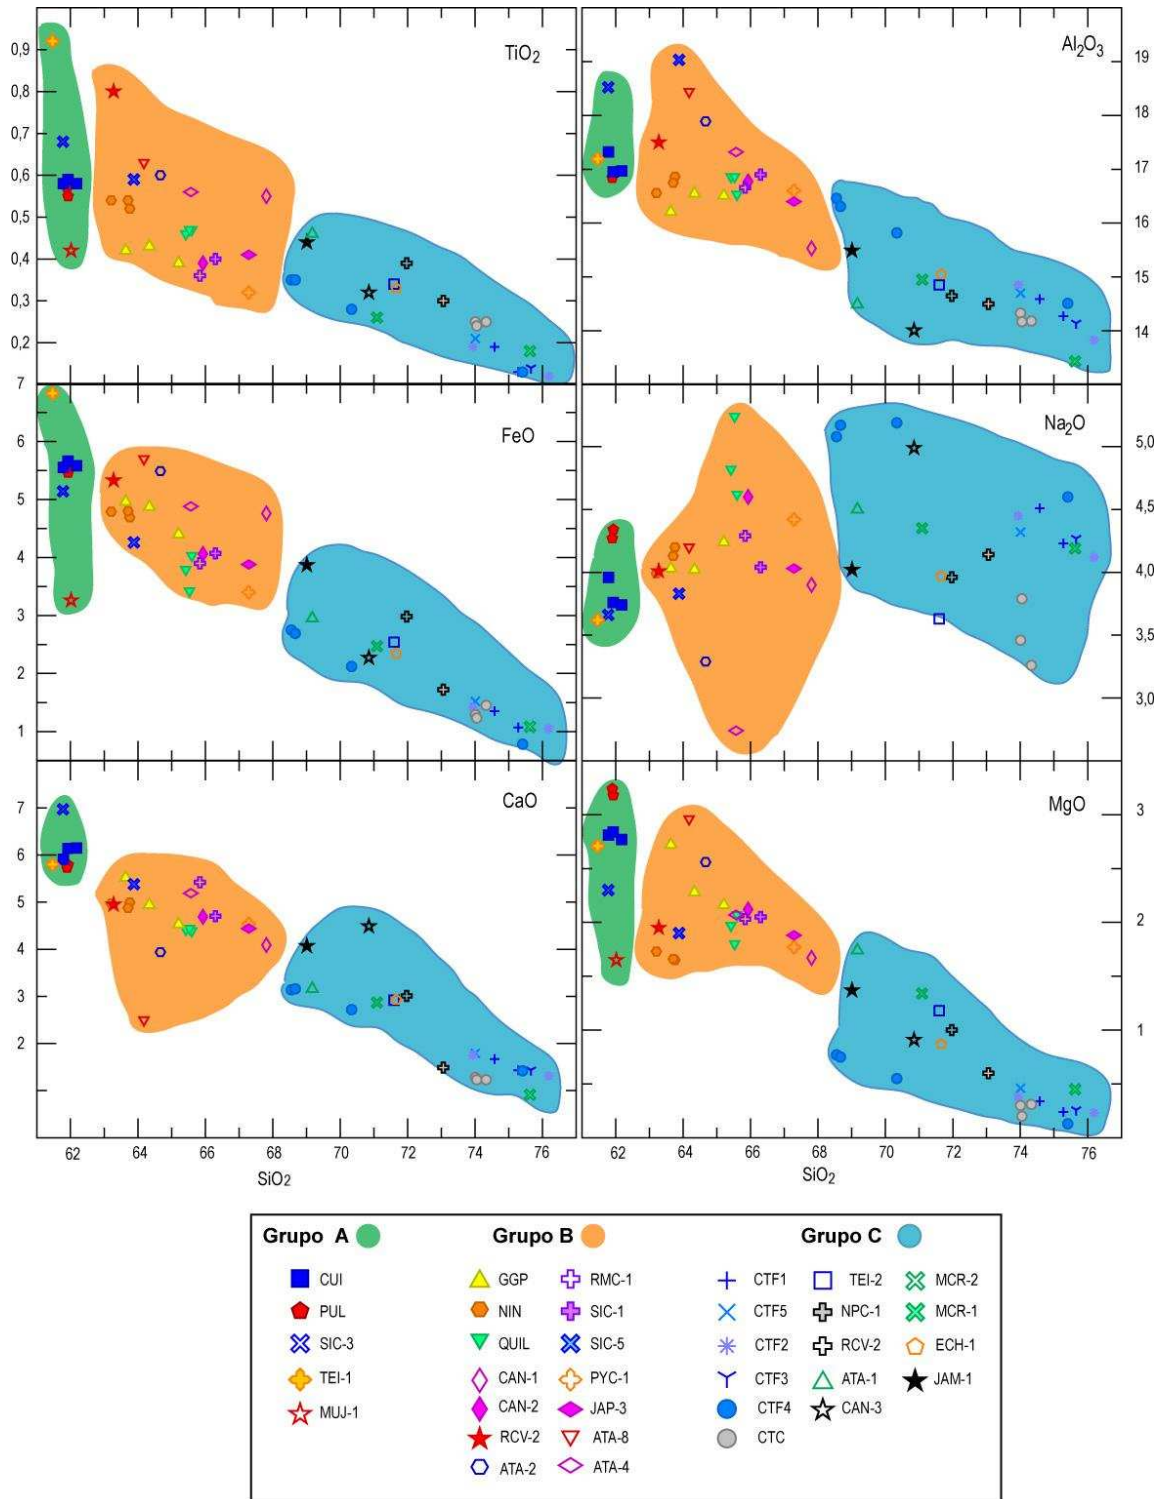 TiO2
0,9
0,8
0,7
0,6
0,5
0,4
0,3
0,2
Al2O3
19
18
17
16
15
14
FeO
7
6
5
4
3
2
1
Na2O
5,0
4,5
4,0
3,5
3,0
CaO
7
6
5
4
3
2
MgO
3
2
1
62 64 66 68 70 72 74 76
SiO2
62 64 66 68 70 72 74 76
SiO2
Grupo A
CUI
PUL
SIC-3
TEI-1
MUJ-1
Grupo B
GGP
NIN
QUIL
CAN-1
CAN-2
RCV-2
ATA-2
RMC-1
SIC-1
SIC-5
PYC-1
JAP-3
ATA-8
ATA-4
Grupo C
CTF1
CTF5
CTF2
CTF3
CTF4
CTC
TEI-2
NPC-1
RCV-2
ATA-1
CAN-3
MCR-2
MCR-1
ECH-1
JAM-1